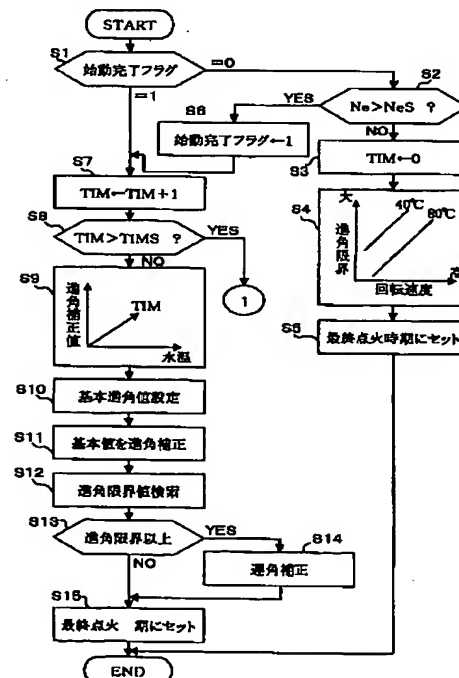 START
S1
始動完了フラグ
=0
=1
S2
Ne>NeS ?
YES
NO
S6
始動完了フラグ←1
S3
TIM←0
S7
TIM←TIM+1
S8
TIM>TIMS ?
YES
NO
1
S4
大
進角限界
40℃
80℃
回転速度
高
S9
進角補正値
TIM
水温
S5
最終点火時期にセット
S10
基本進角値設定
S11
基本値を進角補正
S12
進角限界値検索
S13
進角限界以上
YES
NO
S14
遅角補正
S15
最終点火 期にセット
END